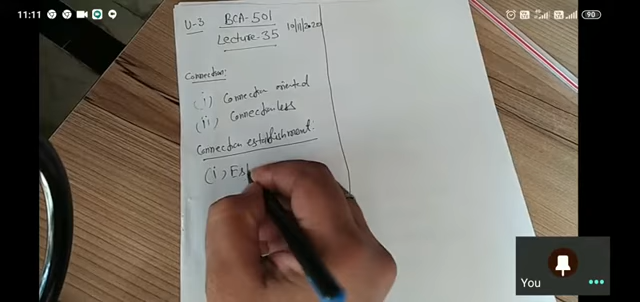 11:11
90
U-3 BCA-501 10/11/2020
Lecture-35
Connection:
(i) Connection oriented
(ii) Connectionless
Connection establishment:
(i) Est
You